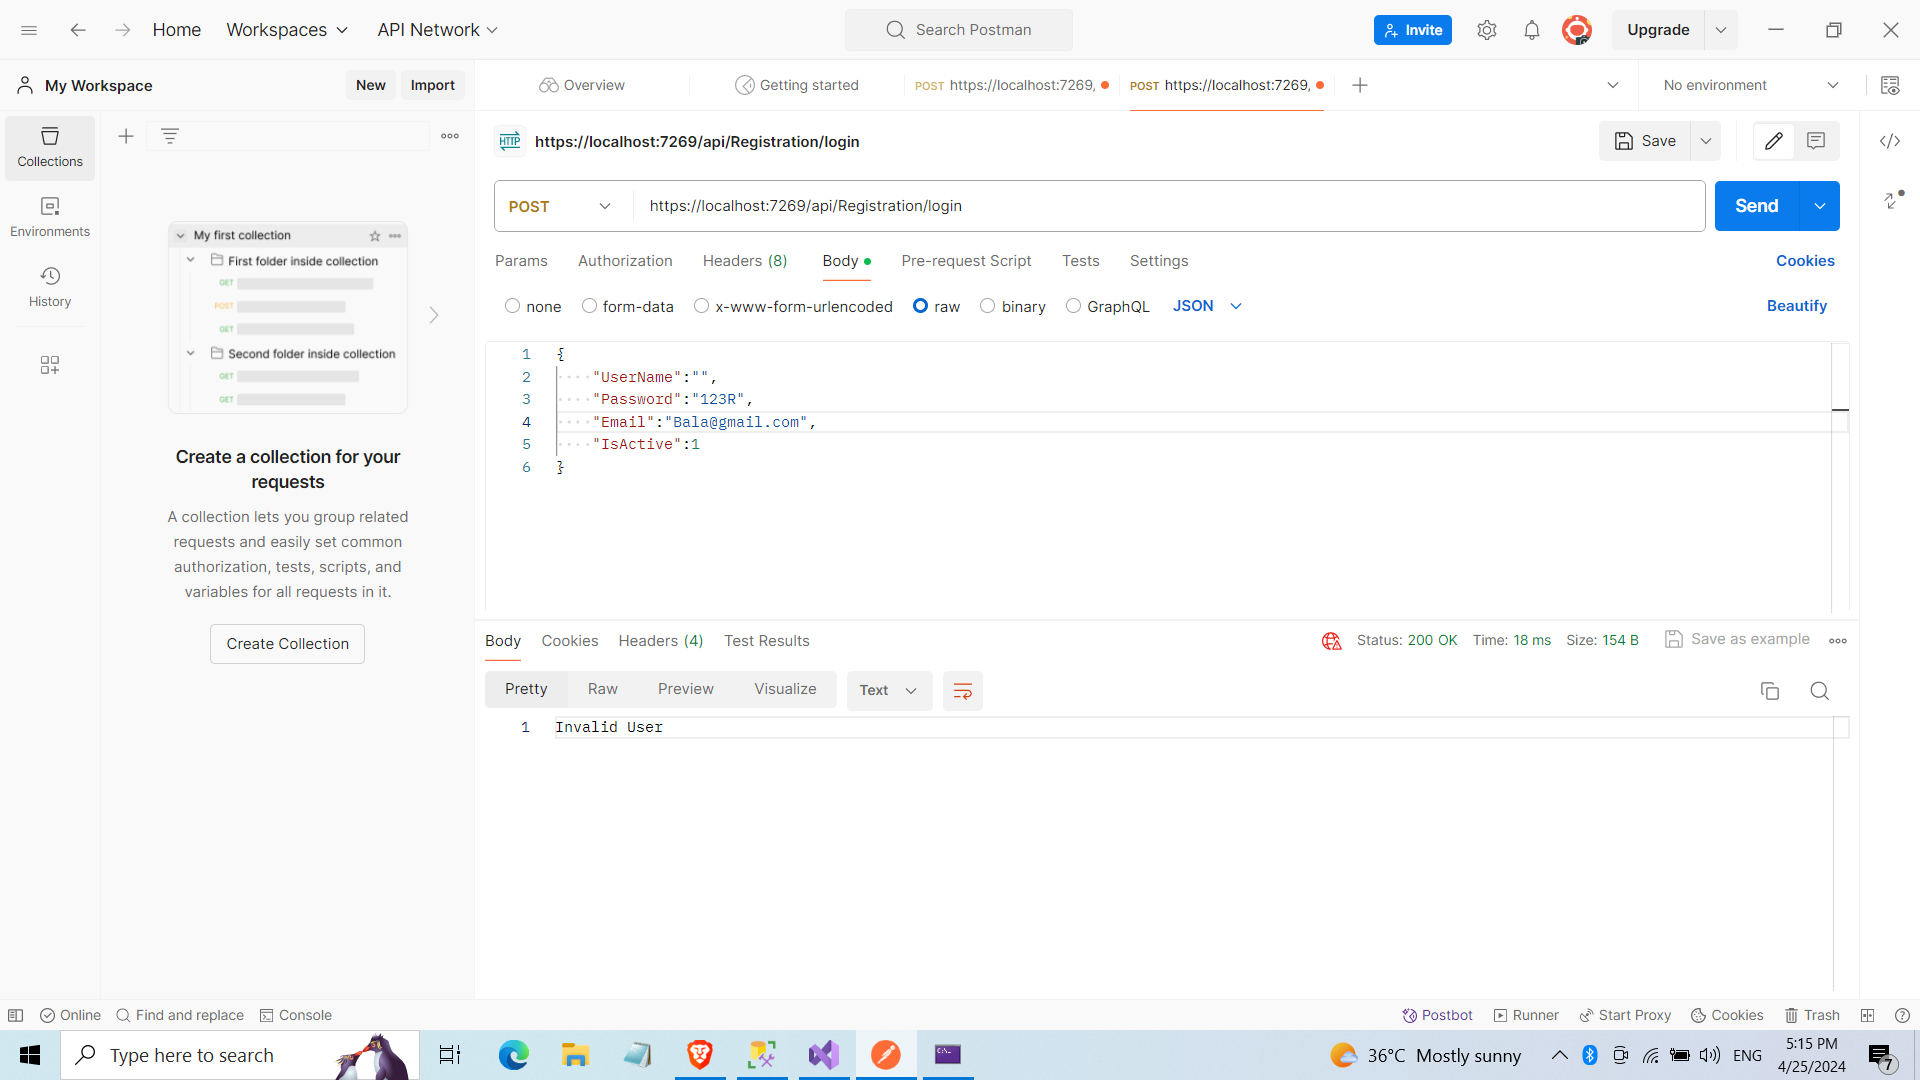 Home Workspaces API Network Search Postman Invite Upgrade
My Workspace New Import Overview Getting started POST https://localhost:7269, POST https://localhost:7269, No environment
Collections
Environments
History
My first collection
First folder inside collection
GET
POST
GET
Second folder inside collection
GET
GET
Create a collection for your
requests
A collection lets you group related
requests and easily set common
authorization, tests, scripts, and
variables for all requests in it.
Create Collection
HTTP https://localhost:7269/api/Registration/login Save
POST https://localhost:7269/api/Registration/login Send
Params Authorization Headers (8) Body Pre-request Script Tests Settings Cookies
none form-data x-www-form-urlencoded raw binary GraphQL JSON Beautify
1 {
2 "UserName":"",
3 "Password":"123R",
4 "Email":"Bala@gmail.com",
5 "IsActive":1
6 }
Body Cookies Headers (4) Test Results Status: 200 OK Time: 18 ms Size: 154 B Save as example
Pretty Raw Preview Visualize Text
1 Invalid User
Online Find and replace Console Postbot Runner Start Proxy Cookies Trash
Type here to search 36°C Mostly sunny ENG 5:15 PM
4/25/2024 7